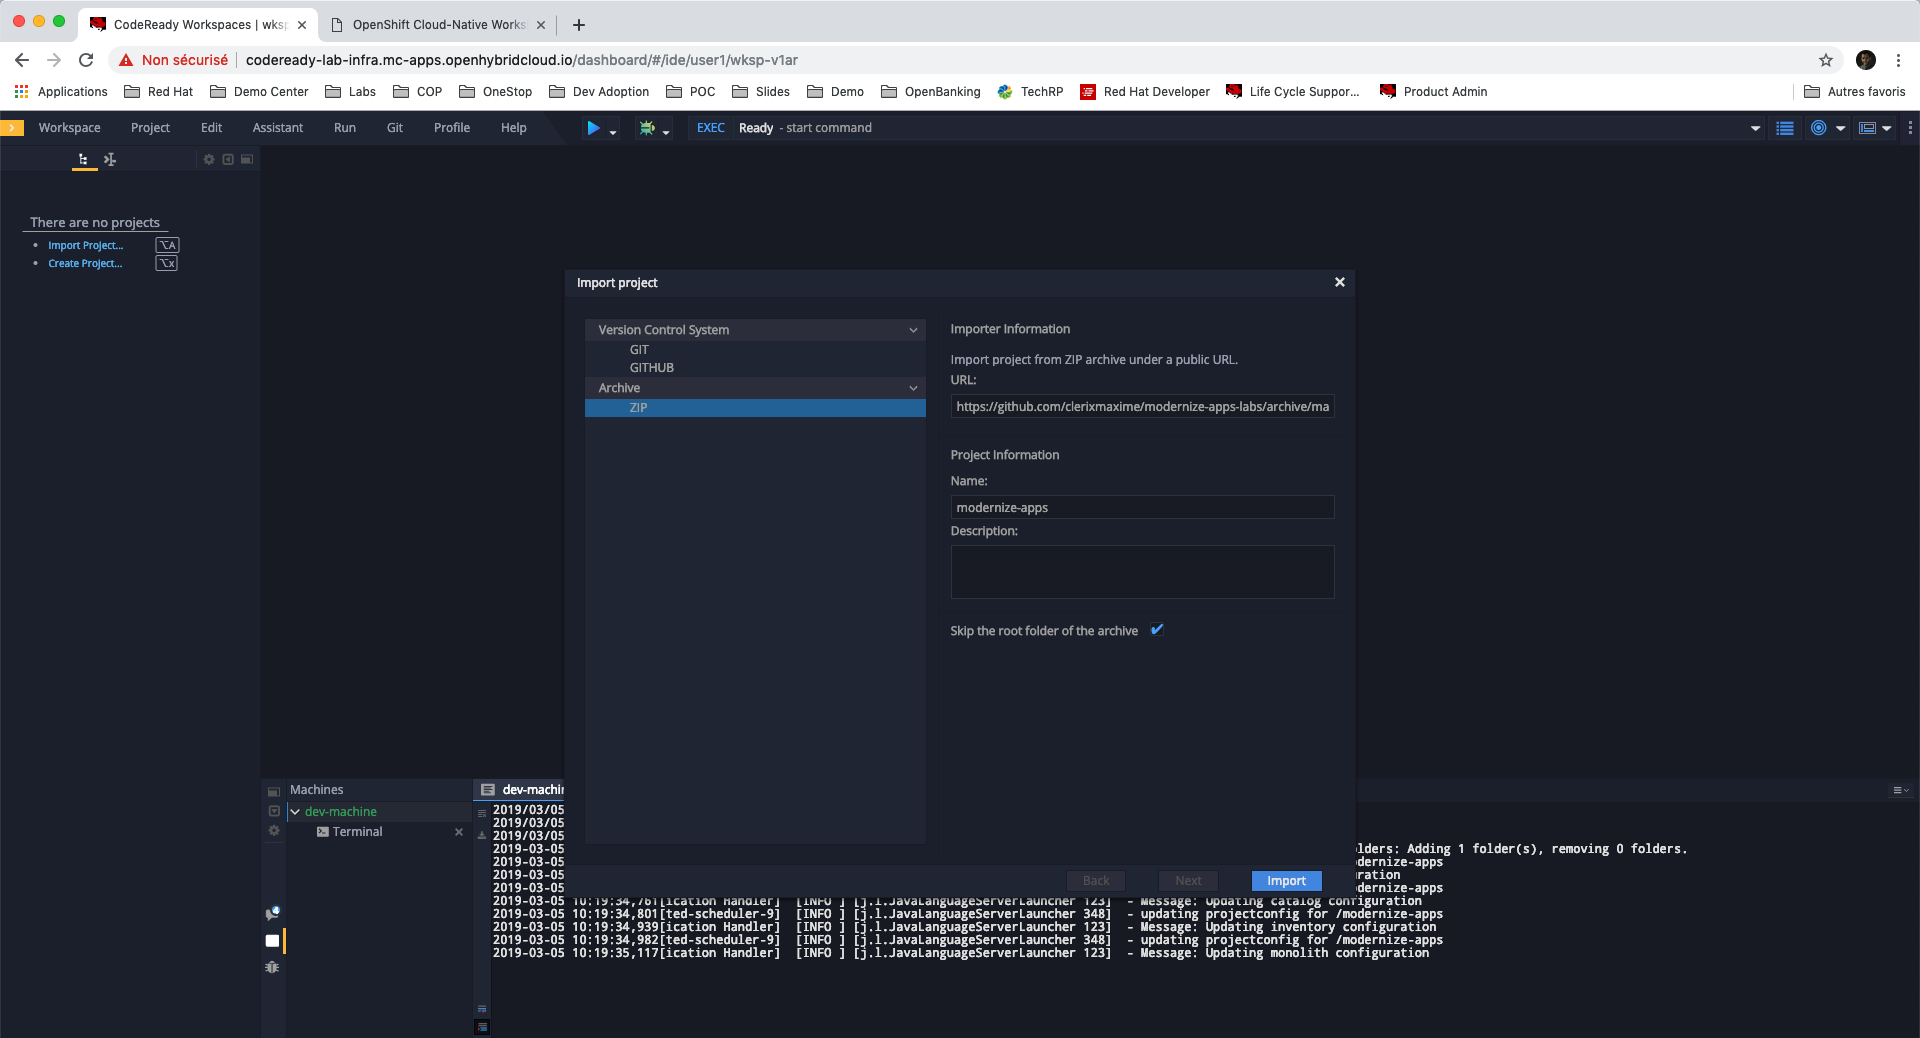 CodeReady Workspaces | wksp
OpenShift Cloud-Native Works
Non sécurisé
codeready-lab-infra.mc-apps.openhybridcloud.io/dashboard/#/ide/user1/wksp-v1ar
Applications
Red Hat
Demo Center
Labs
COP
OneStop
Dev Adoption
POC
Slides
Demo
OpenBanking
TechRP
Red Hat Developer
Life Cycle Suppor...
Product Admin
Autres favoris
Workspace
Project
Edit
Assistant
Run
Git
Profile
Help
EXEC
Ready - start command
There are no projects
Import Project...
⌥A
Create Project...
⌥x
Import project
Version Control System
GIT
GITHUB
Archive
ZIP
Importer Information
Import project from ZIP archive under a public URL.
URL:
https://github.com/clerixmaxime/modernize-apps-labs/archive/ma
Project Information
Name:
modernize-apps
Description:
Skip the root folder of the archive
Back
Next
Import
Machines
dev-machine
Terminal
dev-machin
2019/03/05
2019/03/05
2019/03/05
2019-03-05 lders: Adding 1 folder(s), removing 0 folders.
2019-03-05 dernize-apps
2019-03-05 ration
2019-03-05 dernize-apps
2019-03-05 10:19:34,761[ication Handler] [INFO ] [j.l.JavaLanguageServerLauncher 123] - Message: Updating catalog configuration
2019-03-05 10:19:34,801[ted-scheduler-9] [INFO ] [j.l.JavaLanguageServerLauncher 348] - updating projectconfig for /modernize-apps
2019-03-05 10:19:34,939[ication Handler] [INFO ] [j.l.JavaLanguageServerLauncher 123] - Message: Updating inventory configuration
2019-03-05 10:19:34,982[ted-scheduler-9] [INFO ] [j.l.JavaLanguageServerLauncher 348] - updating projectconfig for /modernize-apps
2019-03-05 10:19:35,117[ication Handler] [INFO ] [j.l.JavaLanguageServerLauncher 123] - Message: Updating monolith configuration